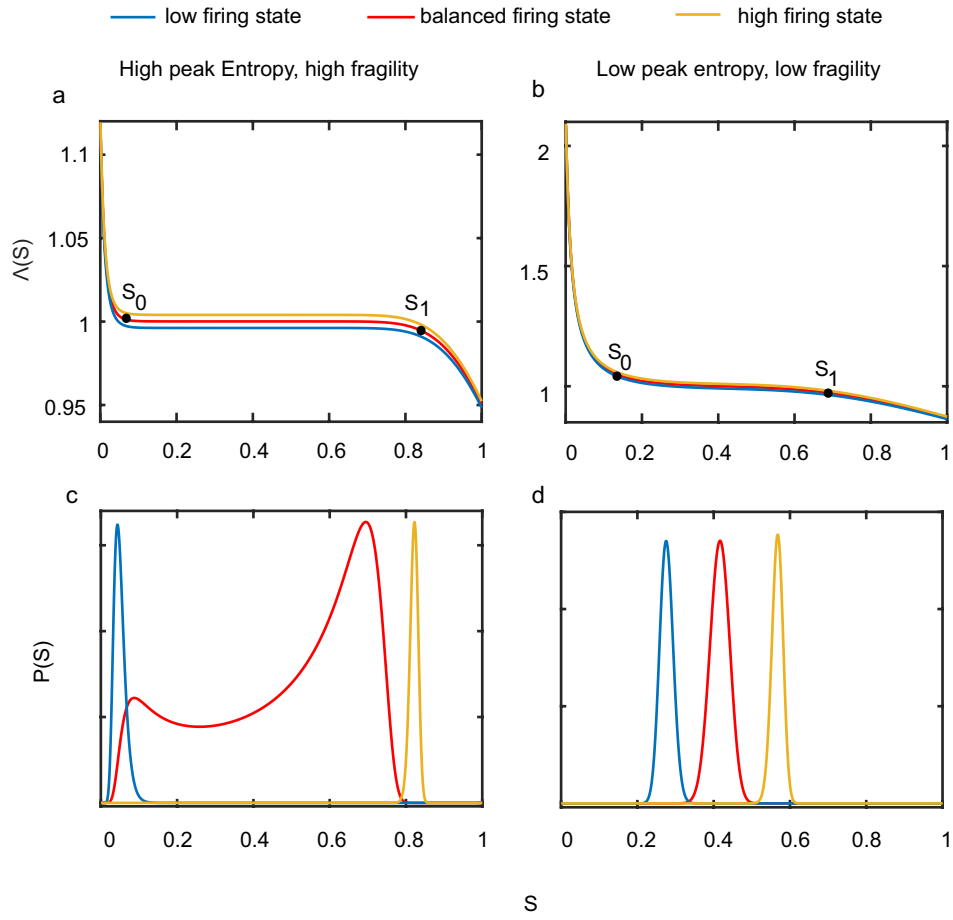 low firing state balanced firing state high firing state
High peak Entropy, high fragility Low peak entropy, low fragility
a b
1.1
1.05
1
0.95
Λ(S)
S0
S1
0 0.2 0.4 0.6 0.8 1
2
1.5
1
S0
S1
0 0.2 0.4 0.6 0.8 1
c d
P(S)
0 0.2 0.4 0.6 0.8 1
0 0.2 0.4 0.6 0.8 1
S